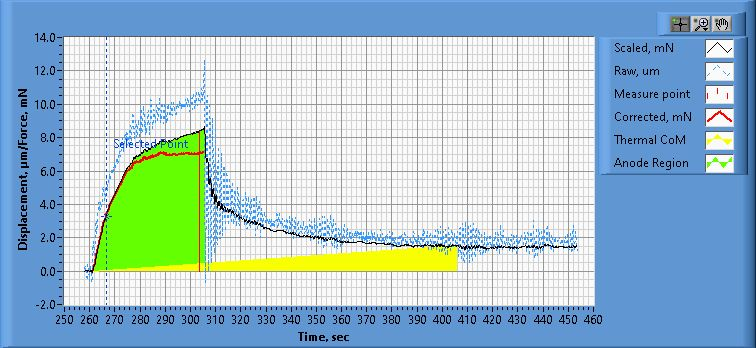 14.0
12.0
10.0
8.0
6.0
4.0
2.0
0.0
-2.0
Displacement, µm/Force, mN
Selected Point
250 260 270 280 290 300 310 320 330 340 350 360 370 380 390 400 410 420 430 440 450 460
Time, sec
Scaled, mN
Raw, um
Measure point
Corrected, mN
Thermal CoM
Anode Region